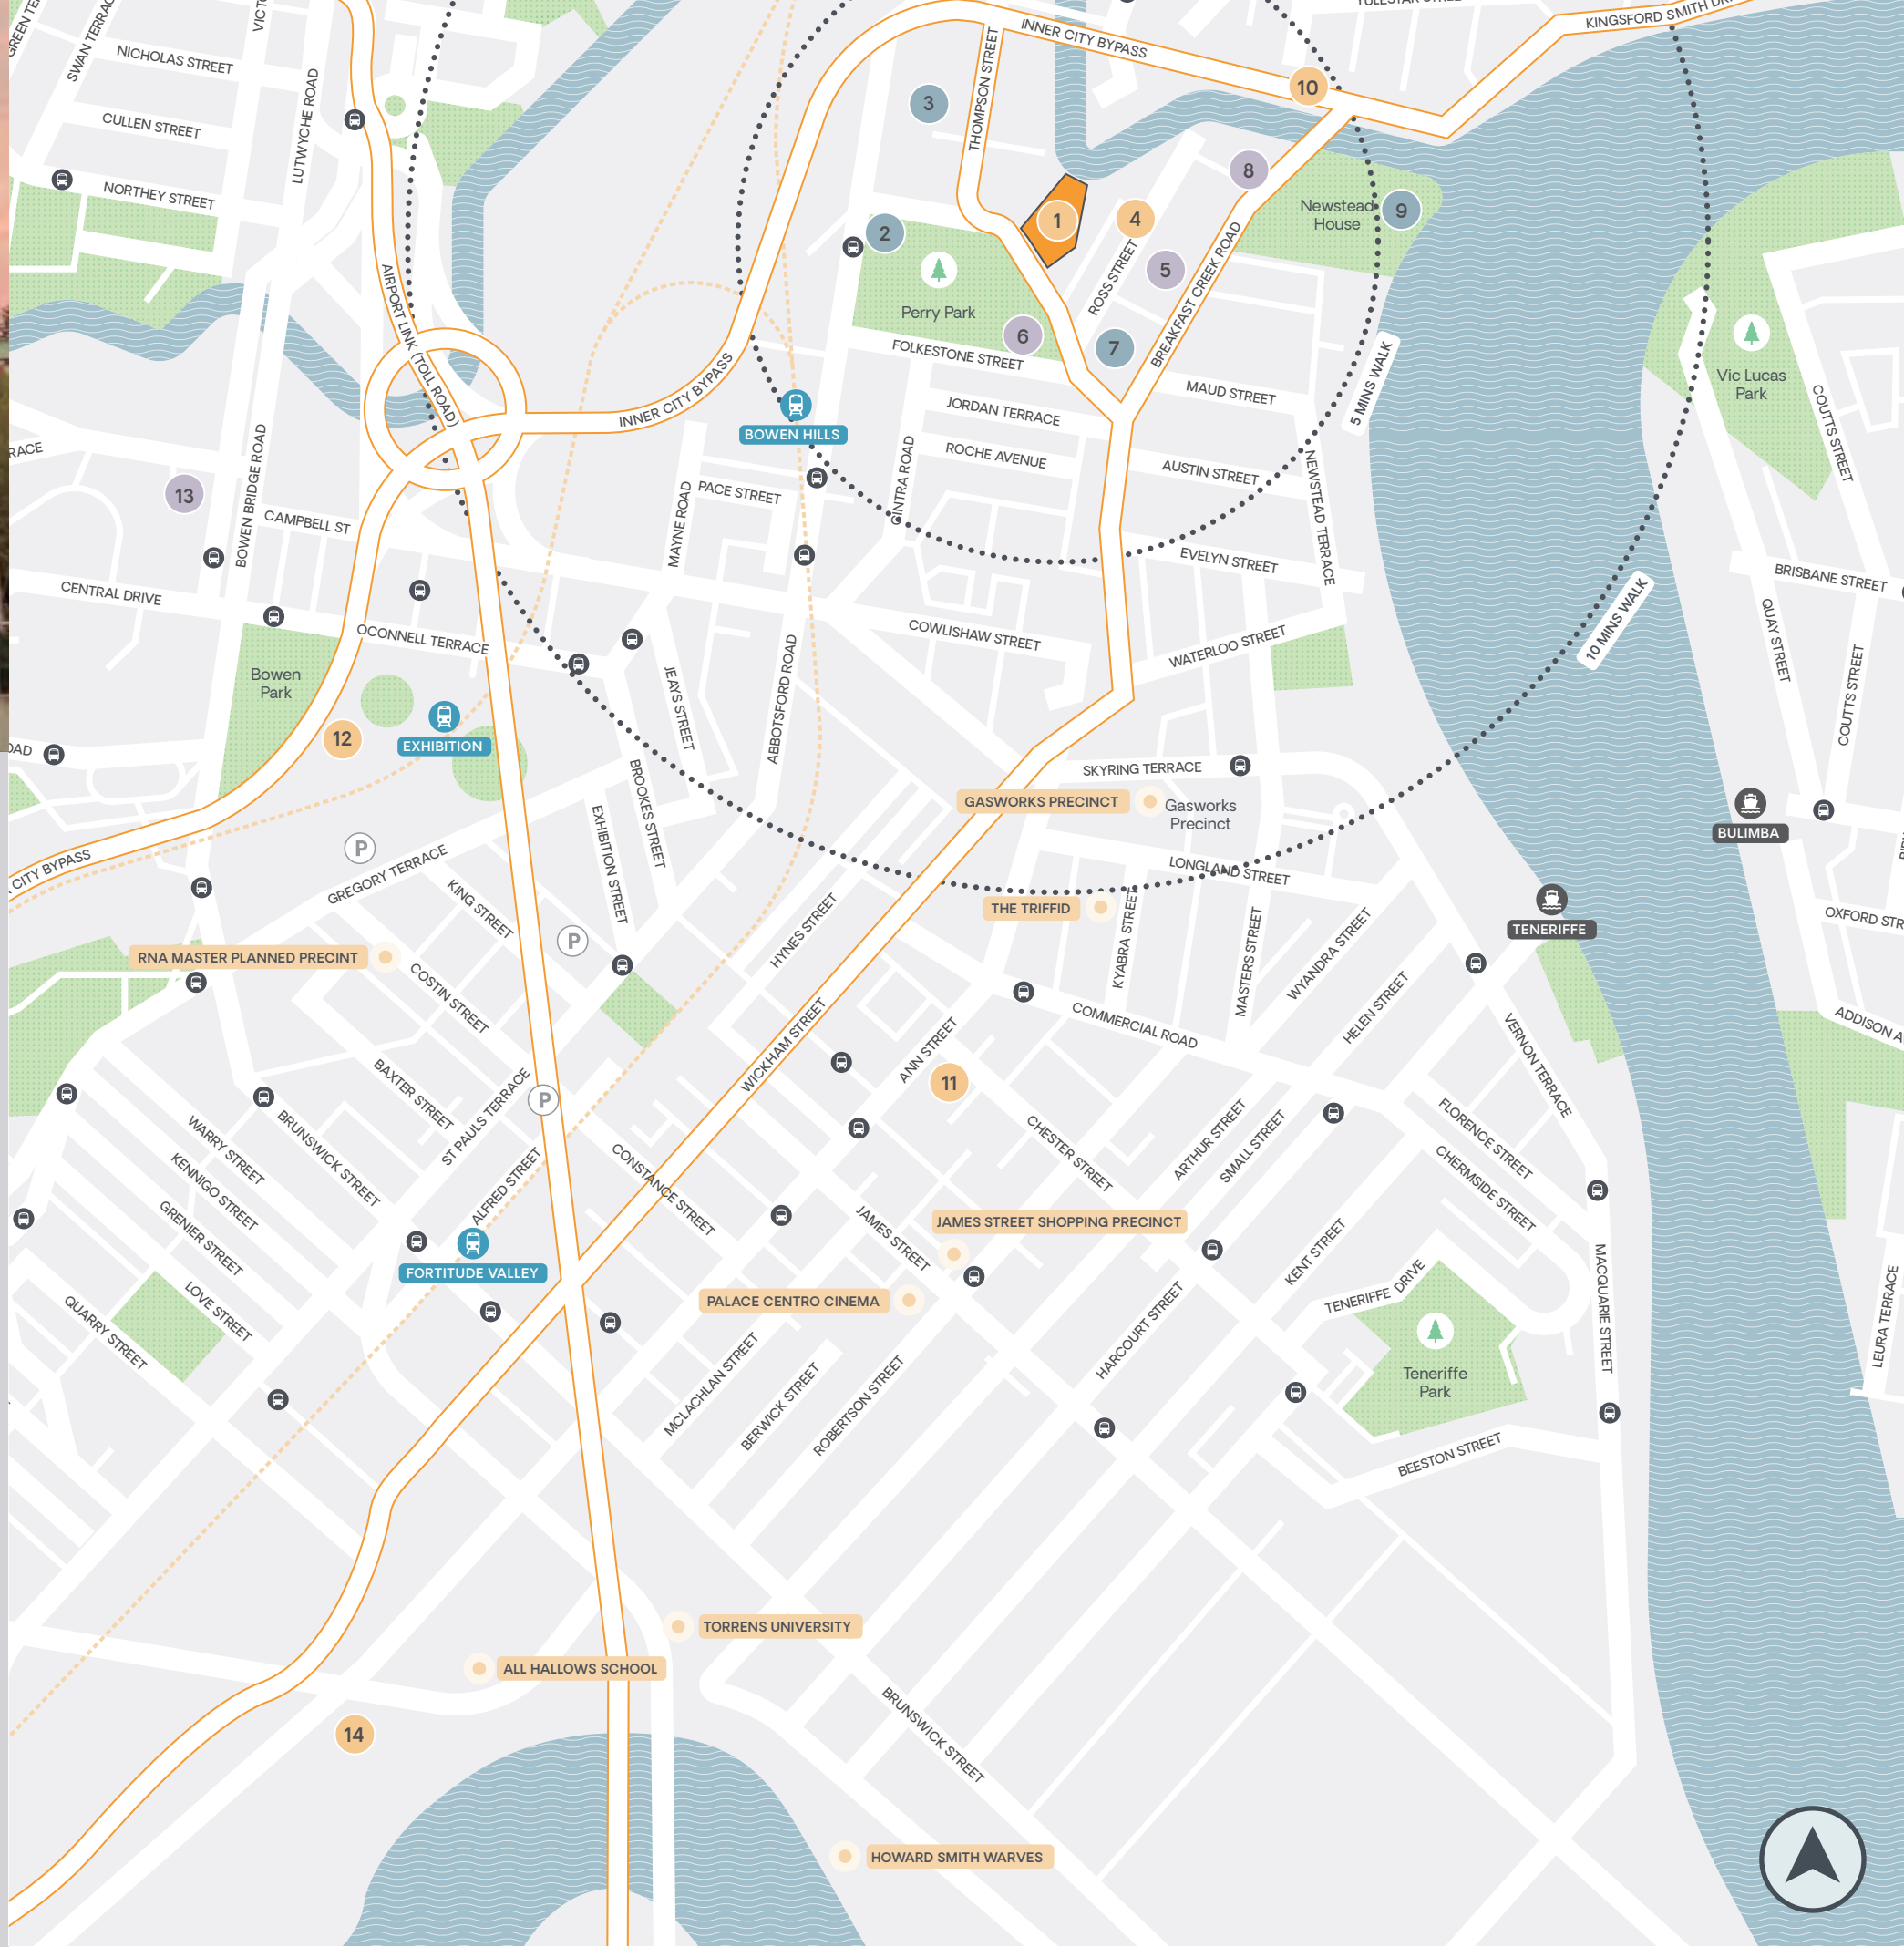 YULESTAR STREET
KINGSFORD SMITH
INNER CITY BYPASS
SWAN TERRACE
NICHOLAS STREET
THOMPSON STREET
LUTWYCHE ROAD
10
3
CULLEN STREET
8
NORTHEY STREET
Newstead
House
9
1
4
2
5
ROSS STREET
BREAKFAST CREEK ROAD
Perry Park
AIRPORT LINK (TOLL ROAD)
6
7
FOLKESTONE STREET
5 MINS WALK
Vic Lucas
Park
INNER CITY BYPASS
MAUD STREET
COUTTS STREET
JORDAN TERRACE
BOWEN HILLS
ROCHE AVENUE
AUSTIN STREET
NEWSTEAD TERRACE
CINTRA ROAD
BOWEN BRIDGE ROAD
13
PACE STREET
MAYNE ROAD
CAMPBELL ST
EVELYN STREET
BRISBANE STREET
CENTRAL DRIVE
10 MINS WALK
QUAY STREET
OCONNELL TERRACE
COWLISHAW STREET
WATERLOO STREET
Bowen
Park
JEAYS STREET
ABBOTSFORD ROAD
COUTTS STREET
12
EXHIBITION
SKYRING TERRACE
BROOKES STREET
GASWORKS PRECINCT
Gasworks
Precinct
BULIMBA
EXHIBITION STREET
P
CITY BYPASS
GREGORY TERRACE
LONGLAND STREET
KING STREET
THE TRIFFID
KYABRA STREET
TENERIFFE
HYNES STREET
P
MASTERS STREET
WYANDRA STREET
RNA MASTER PLANNED PRECINT
COSTIN STREET
HELEN STREET
COMMERCIAL ROAD
WICKHAM STREET
ANN STREET
VERNON TERRACE
11
BAXTER STREET
ST PAULS TERRACE
P
WARRY STREET
BRUNSWICK STREET
CHESTER STREET
ARTHUR STREET
SMALL STREET
FLORENCE STREET
KENNIGO STREET
ALFRED STREET
CONSTANCE STREET
CHERMSIDE STREET
GRENIER STREET
JAMES STREET SHOPPING PRECINCT
JAMES STREET
KENT STREET
FORTITUDE VALLEY
MACQUARIE STREET
LOVE STREET
PALACE CENTRO CINEMA
TENERIFFE DRIVE
QUARRY STREET
HARCOURT STREET
LEURA TERRACE
Teneriffe
Park
MCLACHLAN STREET
BERWICK STREET
ROBERTSON STREET
BEESTON STREET
TORRENS UNIVERSITY
ALL HALLOWS SCHOOL
14
BRUNSWICK STREET
HOWARD SMITH WARVES